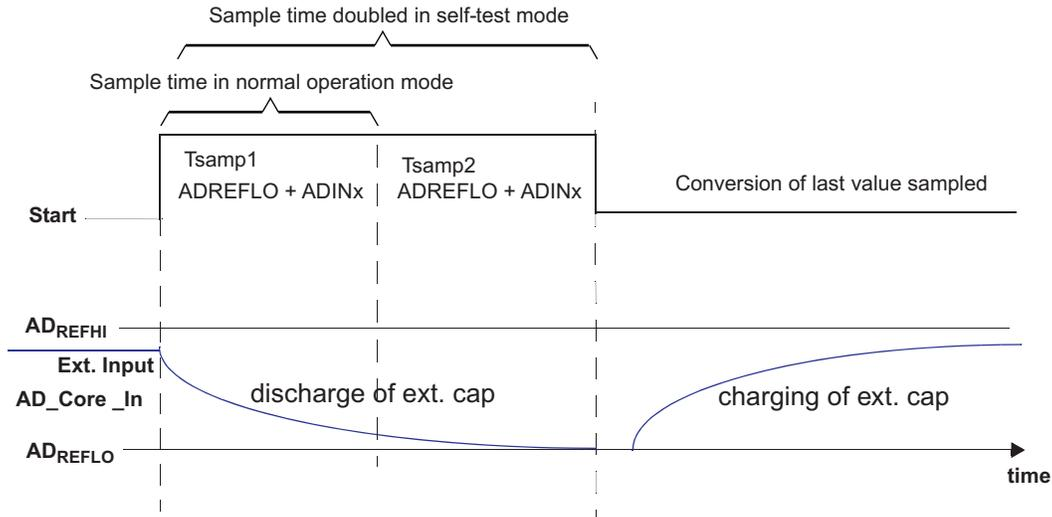 Sample time doubled in self-test mode
Sample time in normal operation mode
Tsamp1
ADREFLO + ADINx
Tsamp2
ADREFLO + ADINx
Conversion of last value sampled
Start
ADREFHI
Ext. Input
AD_Core _In
discharge of ext. cap
charging of ext. cap
ADREFLO
time